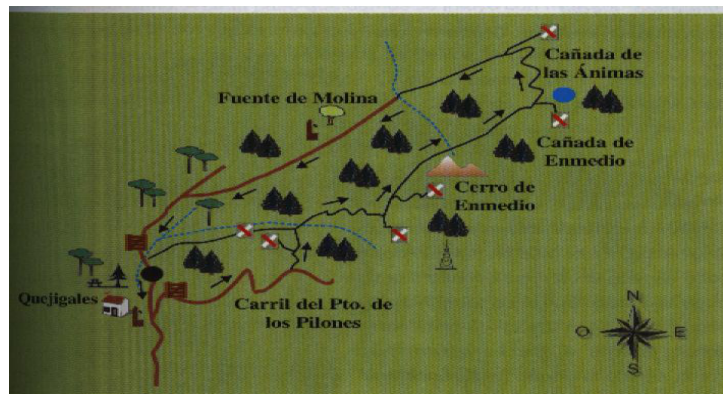 Cañada de
las Ánimas
Fuente de Molina
Cañada de
Enmedio
Cerro de
Enmedio
Quejigales
Carril del Pto. de
los Pilones
N
O
E
S